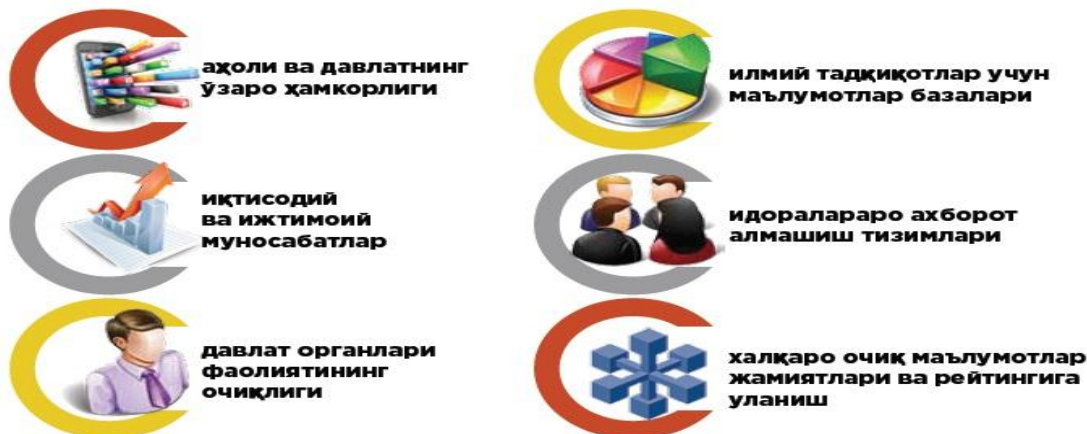 аҳоли ва давлатнинг
ўзаро ҳамкорлиги
иқтисодий
ва ижтимоий
муносабатлар
давлат органлари
фаолиятининг
очиқлиги
илмий тадқиқотлар учун
маълумотлар базалари
идоралараро ахборот
алмашиш тизимлари
халқаро очиқ маълумотлар
жамиятлари ва рейтингига
уланиш